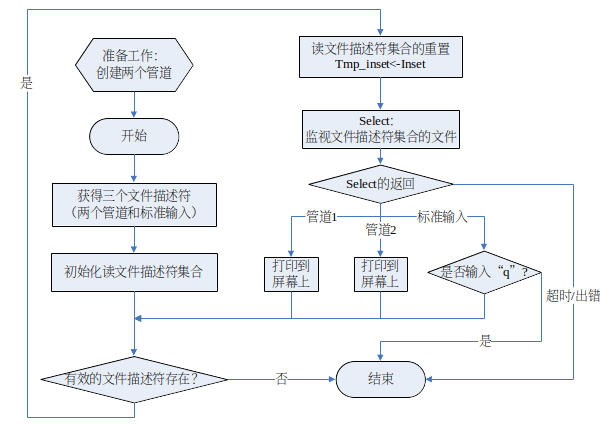 准备工作：
创建两个管道
开始
获得三个文件描述符
（两个管道和标准输入）
初始化读文件描述符集合
有效的文件描述符存在？
是
否
读文件描述符集合的重置
Tmp_inset<-Inset
Select：
监视文件描述符集合的文件
Select的返回
管道1
管道2
标准输入
打印到
屏幕上
打印到
屏幕上
是否输入“q”？
超时/出错
是
结束